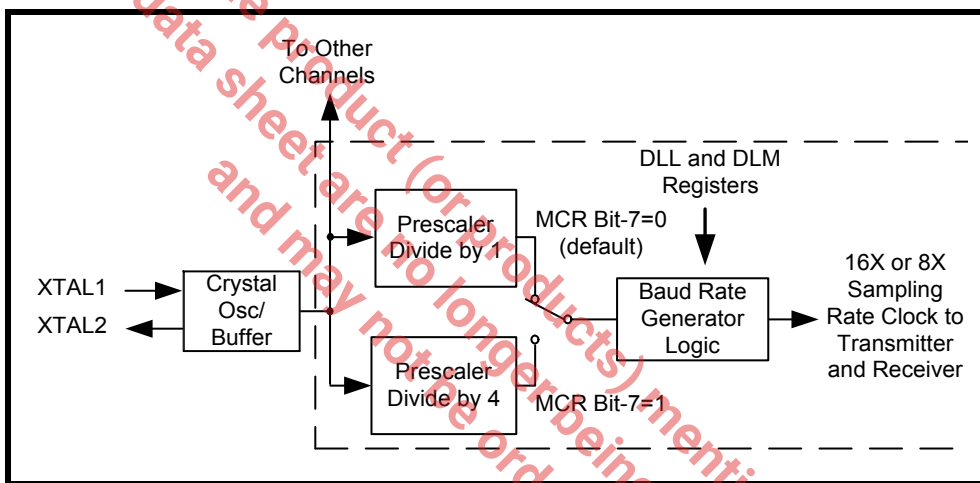 To Other
Channels
DLL and DLM
Registers
Prescaler
Divide by 1
MCR Bit-7=0
(default)
XTAL1
XTAL2
Crystal
Osc/
Buffer
Baud Rate
Generator
Logic
16X or 8X
Sampling
Rate Clock to
Transmitter
and Receiver
Prescaler
Divide by 4
MCR Bit-7=1
product (or products) menti
data sheet are no longer being
and may not be ord